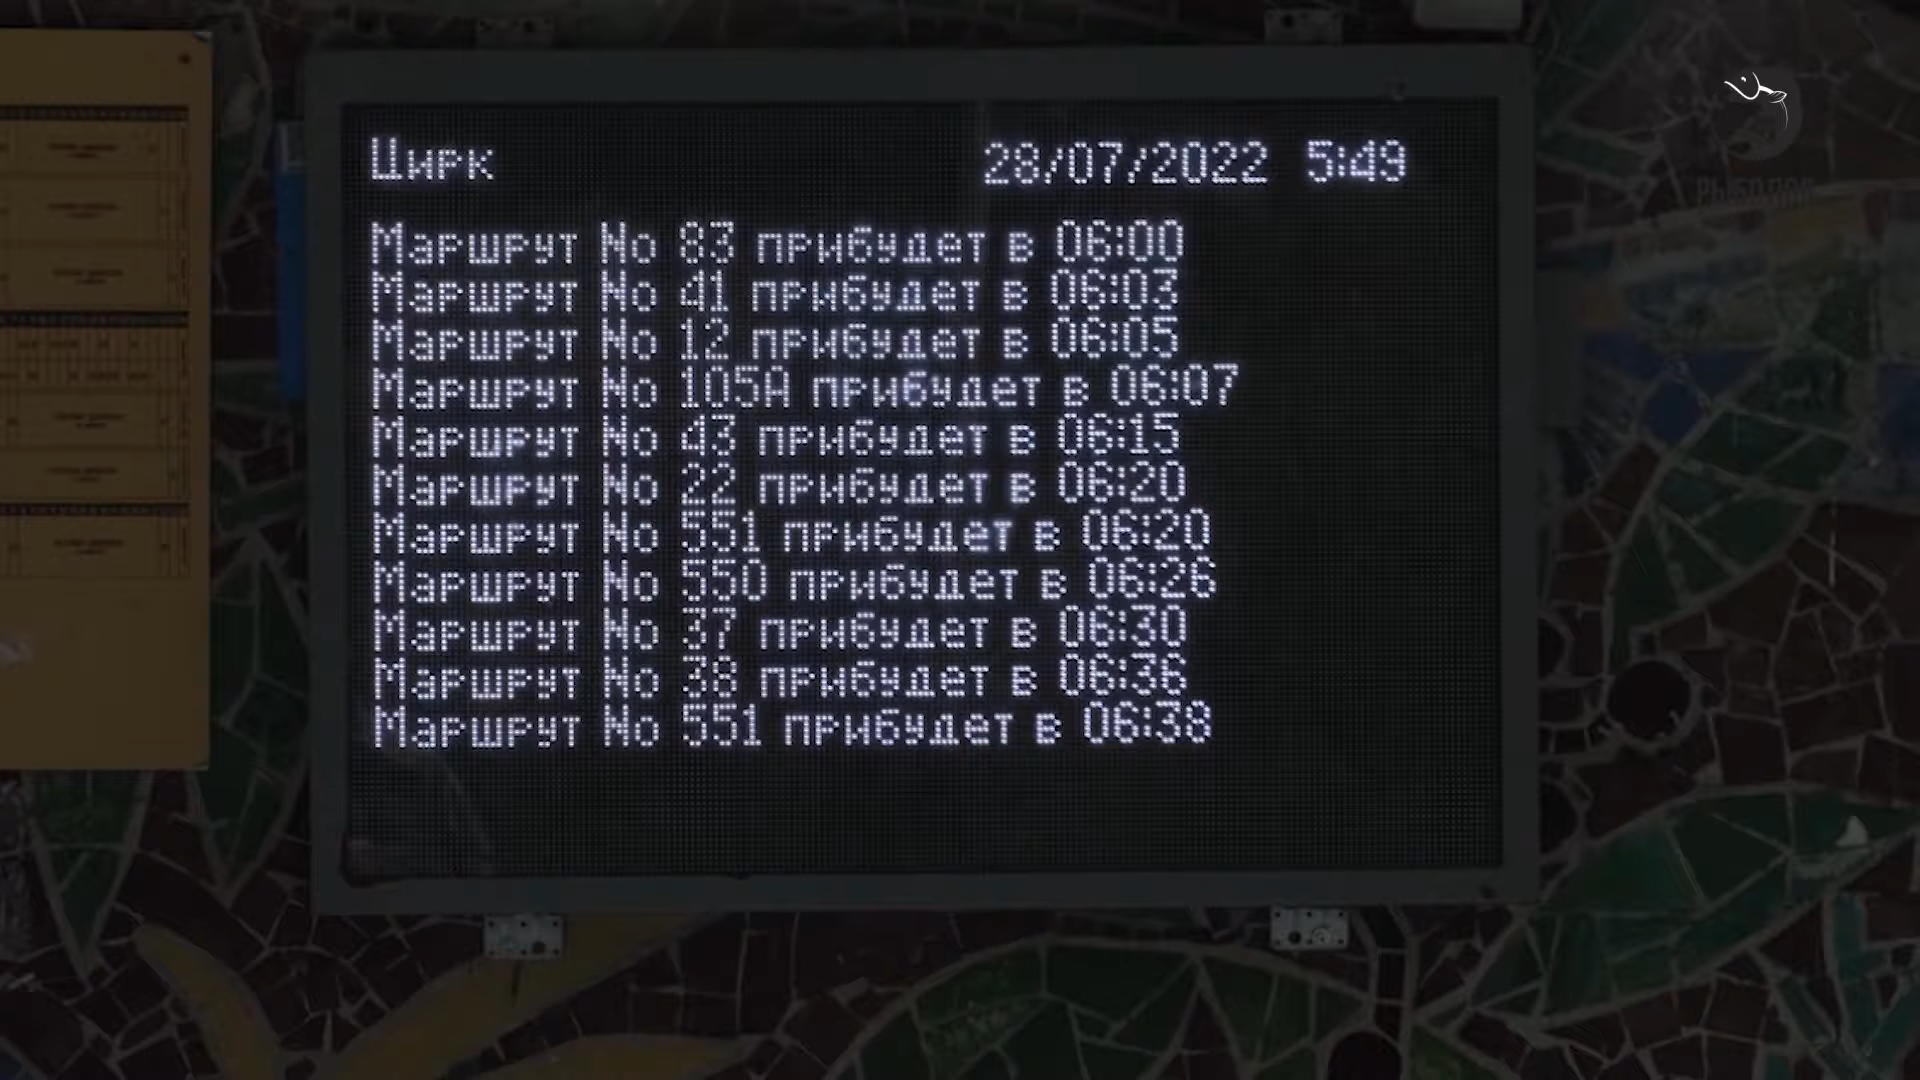 Цирк 28/07/2022 5:49
Маршрут No 83 прибудет в 06:00
Маршрут No 41 прибудет в 06:03
Маршрут No 12 прибудет в 06:05
Маршрут No 105А прибудет в 06:07
Маршрут No 43 прибудет в 06:15
Маршрут No 22 прибудет в 06:20
Маршрут No 551 прибудет в 06:20
Маршрут No 550 прибудет в 06:26
Маршрут No 37 прибудет в 06:30
Маршрут No 38 прибудет в 06:36
Маршрут No 551 прибудет в 06:38